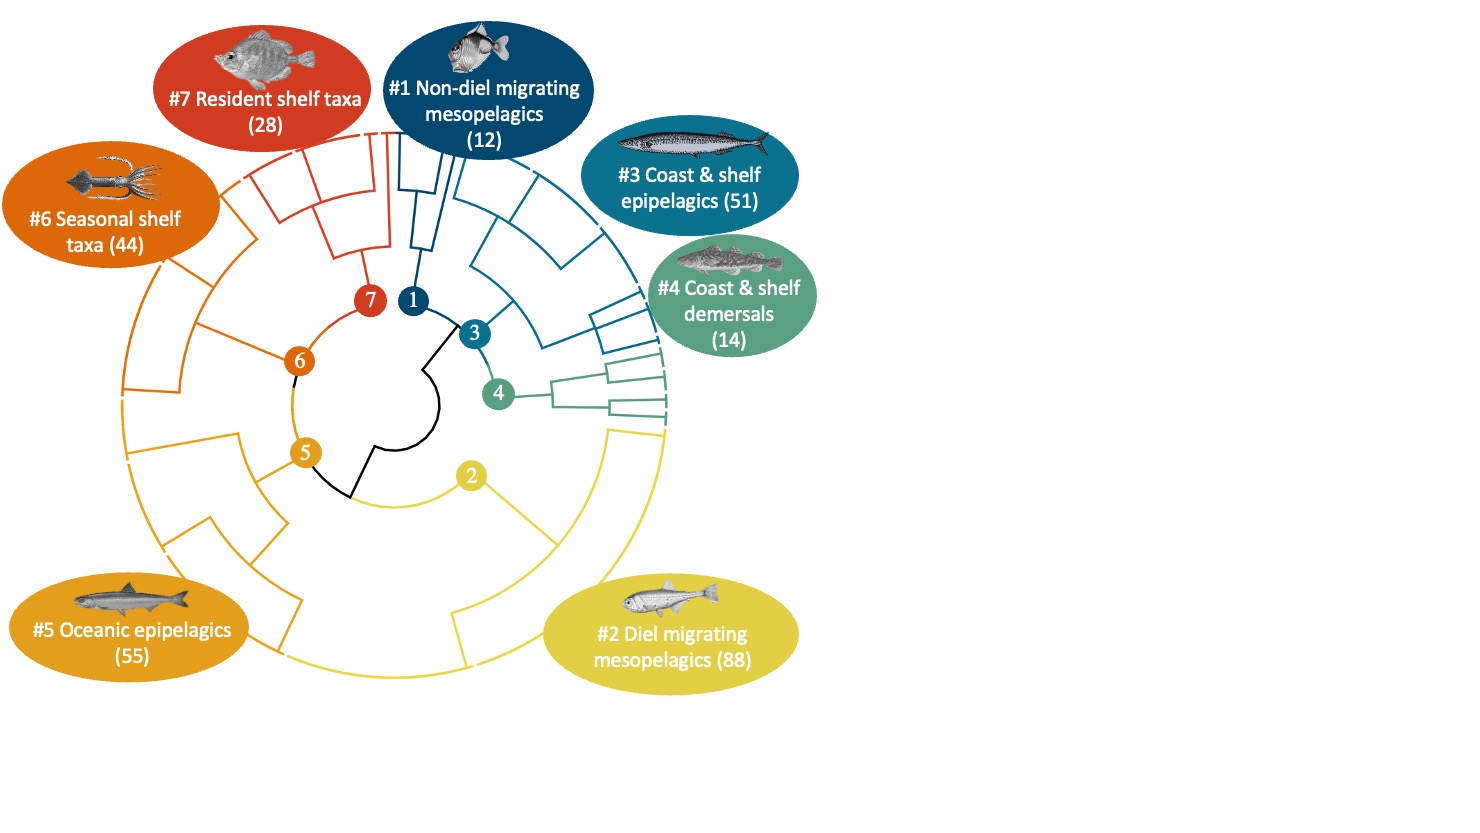 #7 Resident shelf taxa
(28)
#1 Non-diel migrating
mesopelagics
(12)
#3 Coast & shelf
epipelagics (51)
#6 Seasonal shelf
taxa (44)
#4 Coast & shelf
demersals
(14)
7
1
3
6
4
5
2
#5 Oceanic epipelagics
(55)
#2 Diel migrating
mesopelagics (88)